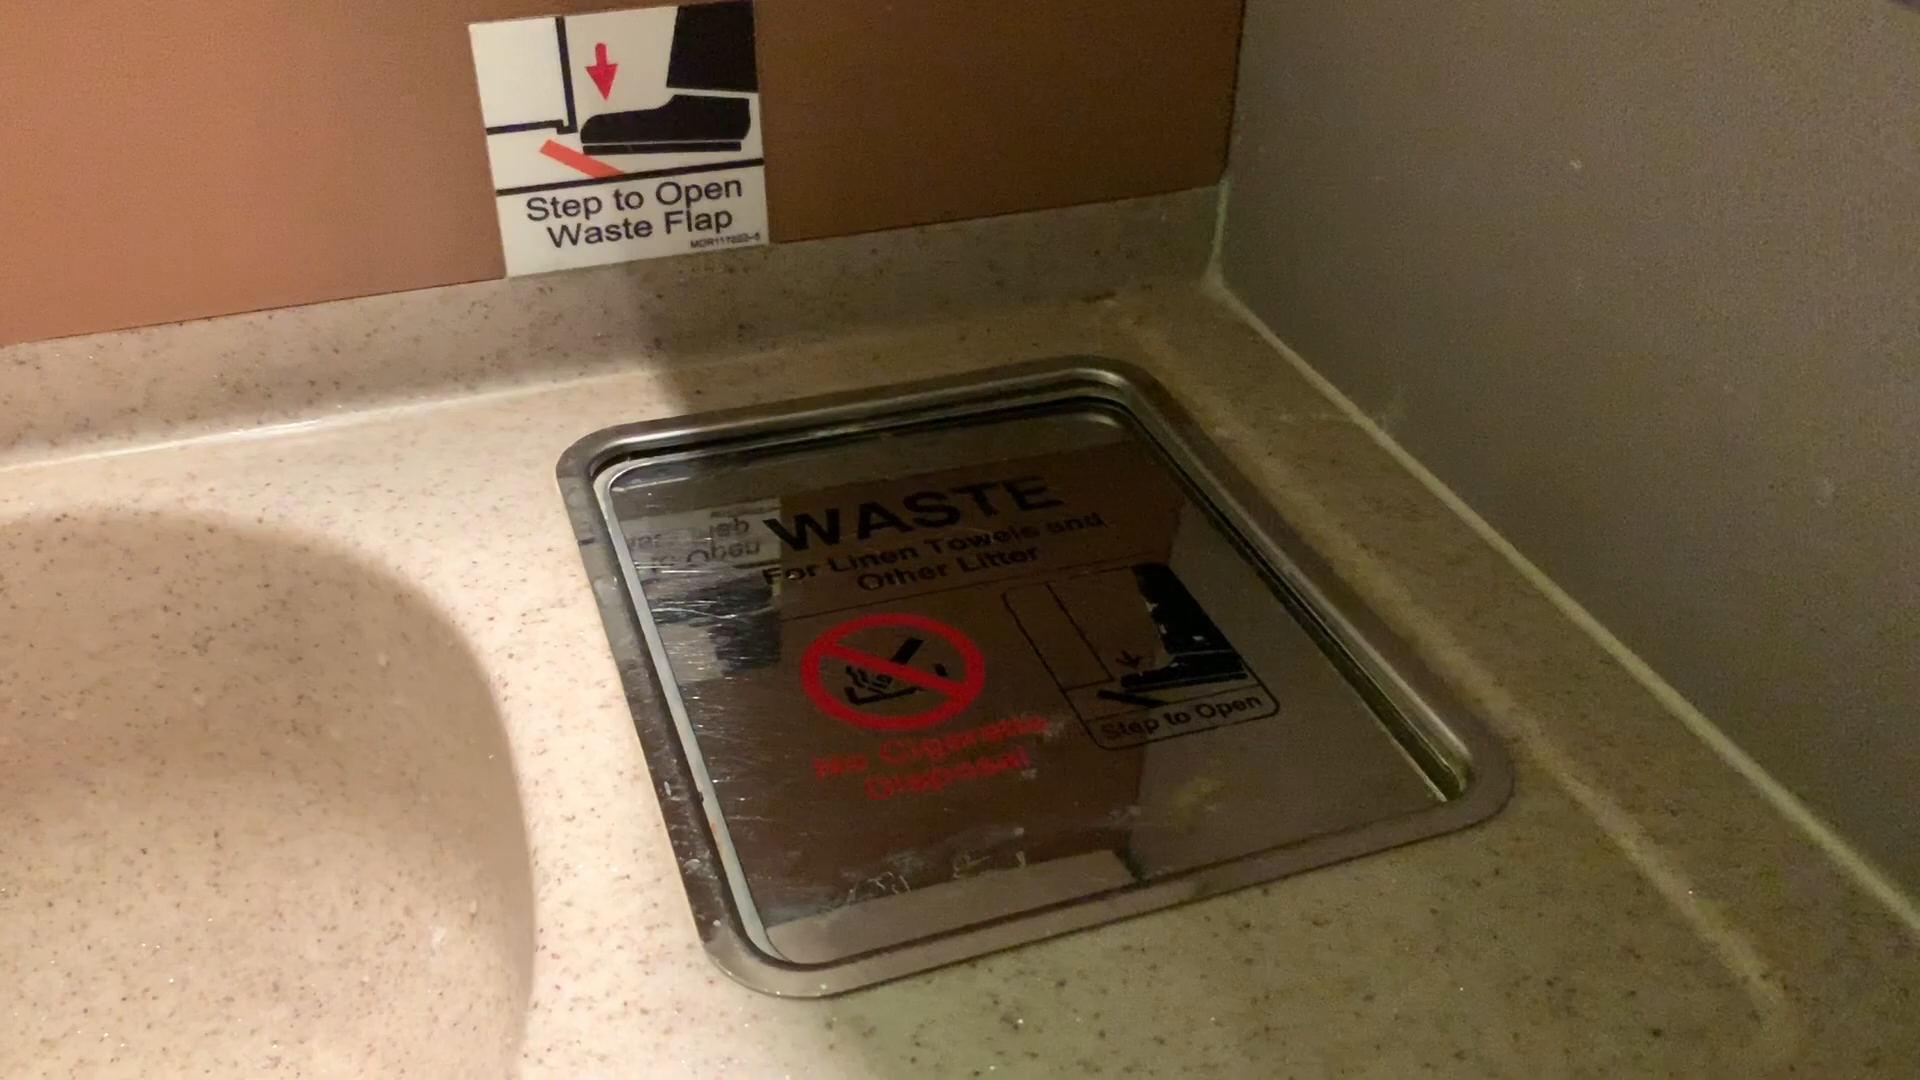 Step to Open
Waste Flap
WASTE
For Linen Towels and
Other Litter
No Cigarette
Disposal
Step to Open